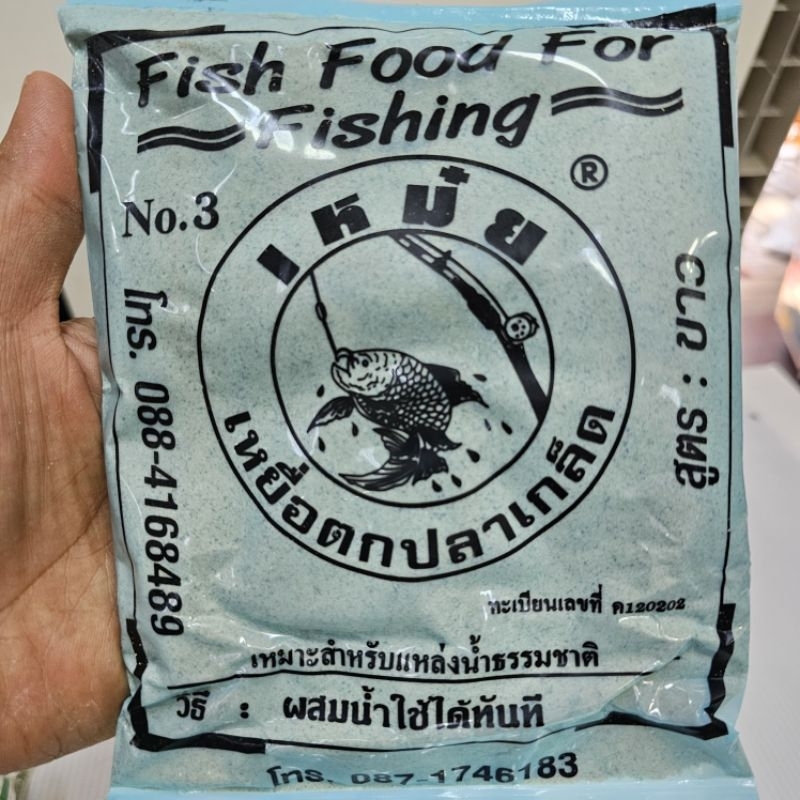 Fish Food For
Fishing
®
No.3
เหม๋ย
โทร. 088-4168489
สูตร : ขาว
เหยื่อตกปลาเกล็ด
ทะเบียนเลขที่ ค120202
เหมาะสำหรับแหล่งน้ำธรรมชาติ
วิธี : ผสมน้ำใช้ได้ทันที
โทร. 087-1746183